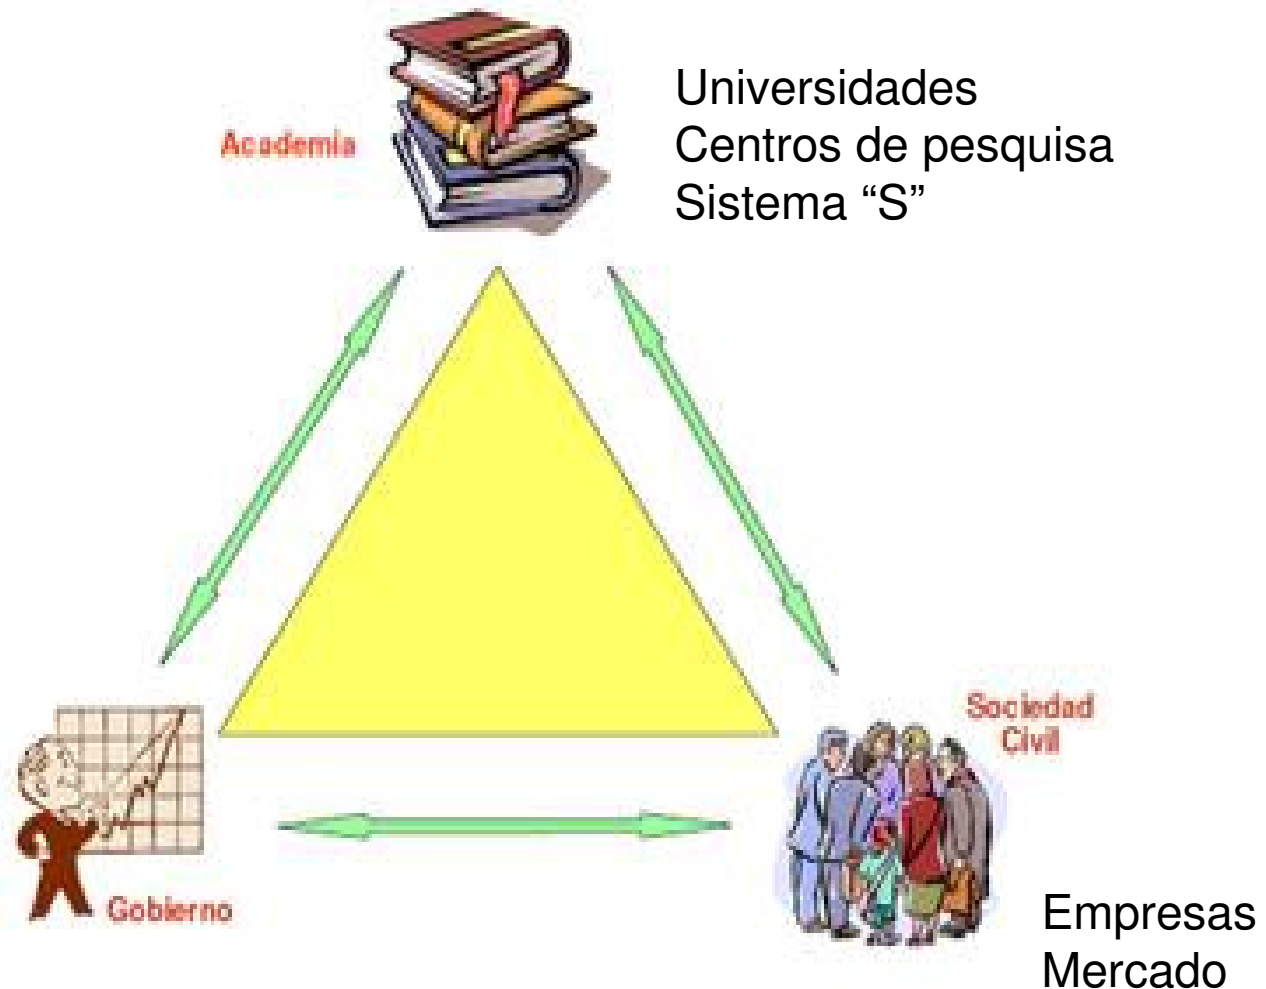 Academia
Universidades
Centros de pesquisa
Sistema “S”
Sociedad
Civil
Gobierno
Empresas
Mercado